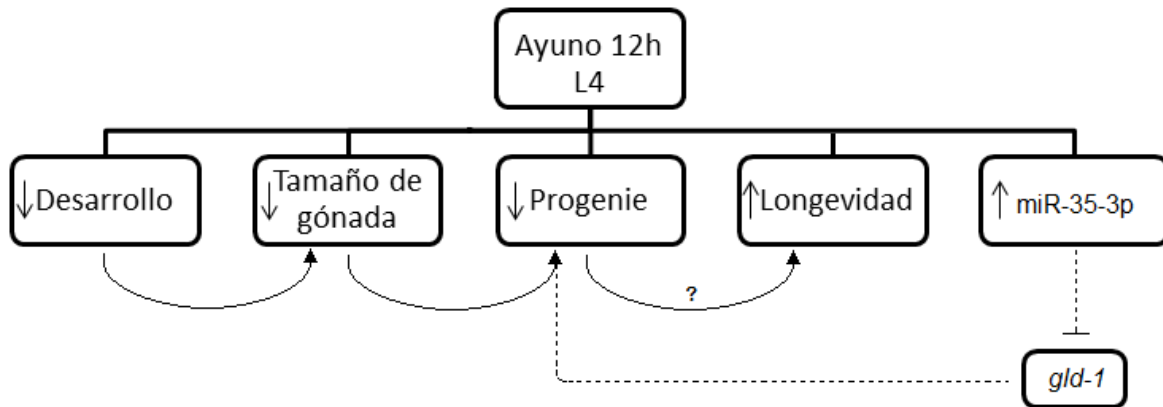 Ayuno 12h
L4
↓Desarrollo
↓Tamaño de
gónada
↓Progenie
↑Longevidad
↑miR-35-3p
?
gld-1